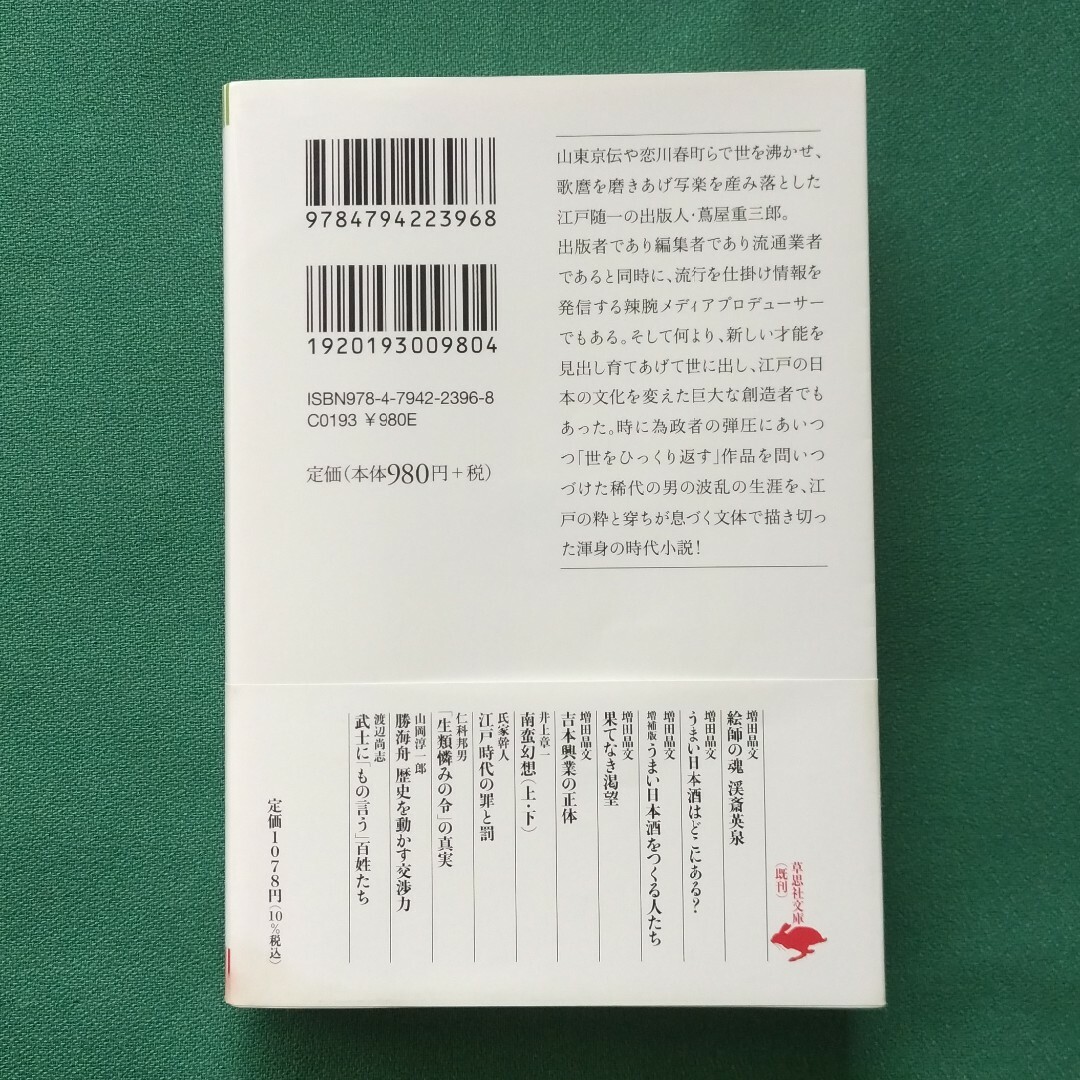 9784794223968
1920193009804
ISBN978-4-7942-2396-8
C0193 ￥980E
定価(本体980円+税)
山東京伝や恋川春町らで世を沸かせ、
歌麿を磨きあげ写楽を産み落とした
江戸随一の出版人・蔦屋重三郎。
出版者であり編集者であり流通業者
であると同時に、流行を仕掛け情報を
発信する辣腕メディアプロデューサー
でもある。そして何より、新しい才能を
見出し育てあげて世に出し、江戸の日
本の文化を変えた巨大な創造者でも
あった。時に為政者の弾圧にあいつ
つ「世をひっくり返す」作品を問いつ
づけた稀代の男の波乱の生涯を、江
戸の粋と穿ちが息づく文体で描き切っ
た渾身の時代小説!
草思社文庫
(既刊)
増田晶文
絵師の魂 渓斎英泉
増田晶文
うまい日本酒はどこにある?
増田晶文
増補版 うまい日本酒をつくる人たち
増田晶文
果てなき渇望
増田晶文
吉本興業の正体
井上章一
南蛮幻想(上・下)
氏家幹人
江戸時代の罪と罰
仁科邦男
「生類憐みの令」の真実
山岡淳一郎
勝海舟 歴史を動かす交渉力
渡辺尚志
武士に「もの言う」百姓たち
定価1078円(10%税込)